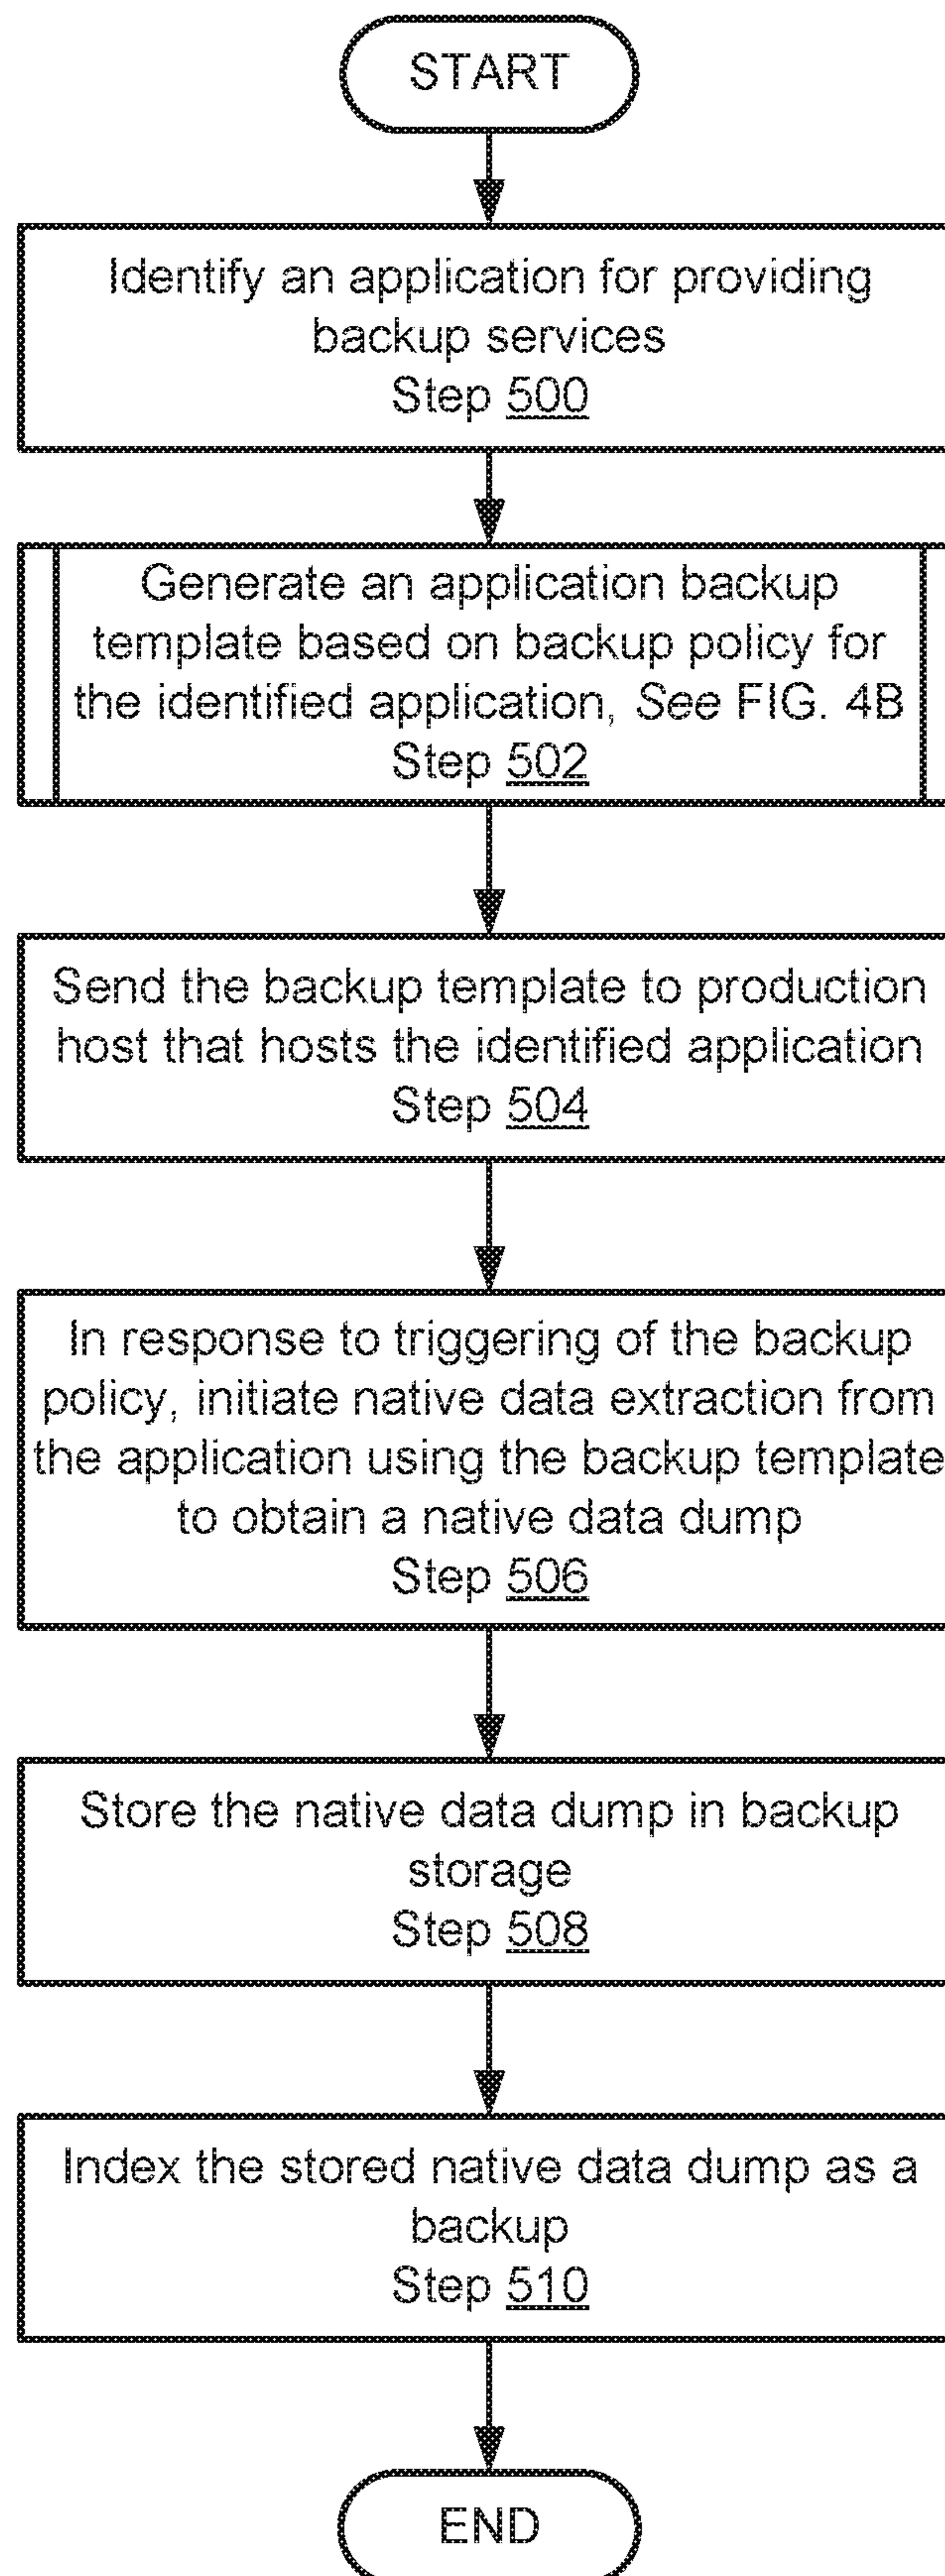 START
Identify an application for providing
backup services
Step 500
Generate an application backup
template based on backup policy for
the identified application, See FIG. 4B
Step 502
Send the backup template to production
host that hosts the identified application
Step 504
In response to triggering of the backup
policy, initiate native data extraction from
the application using the backup template
to obtain a native data dump
Step 506
Store the native data dump in backup
storage
Step 508
Index the stored native data dump as a
backup
Step 510
END